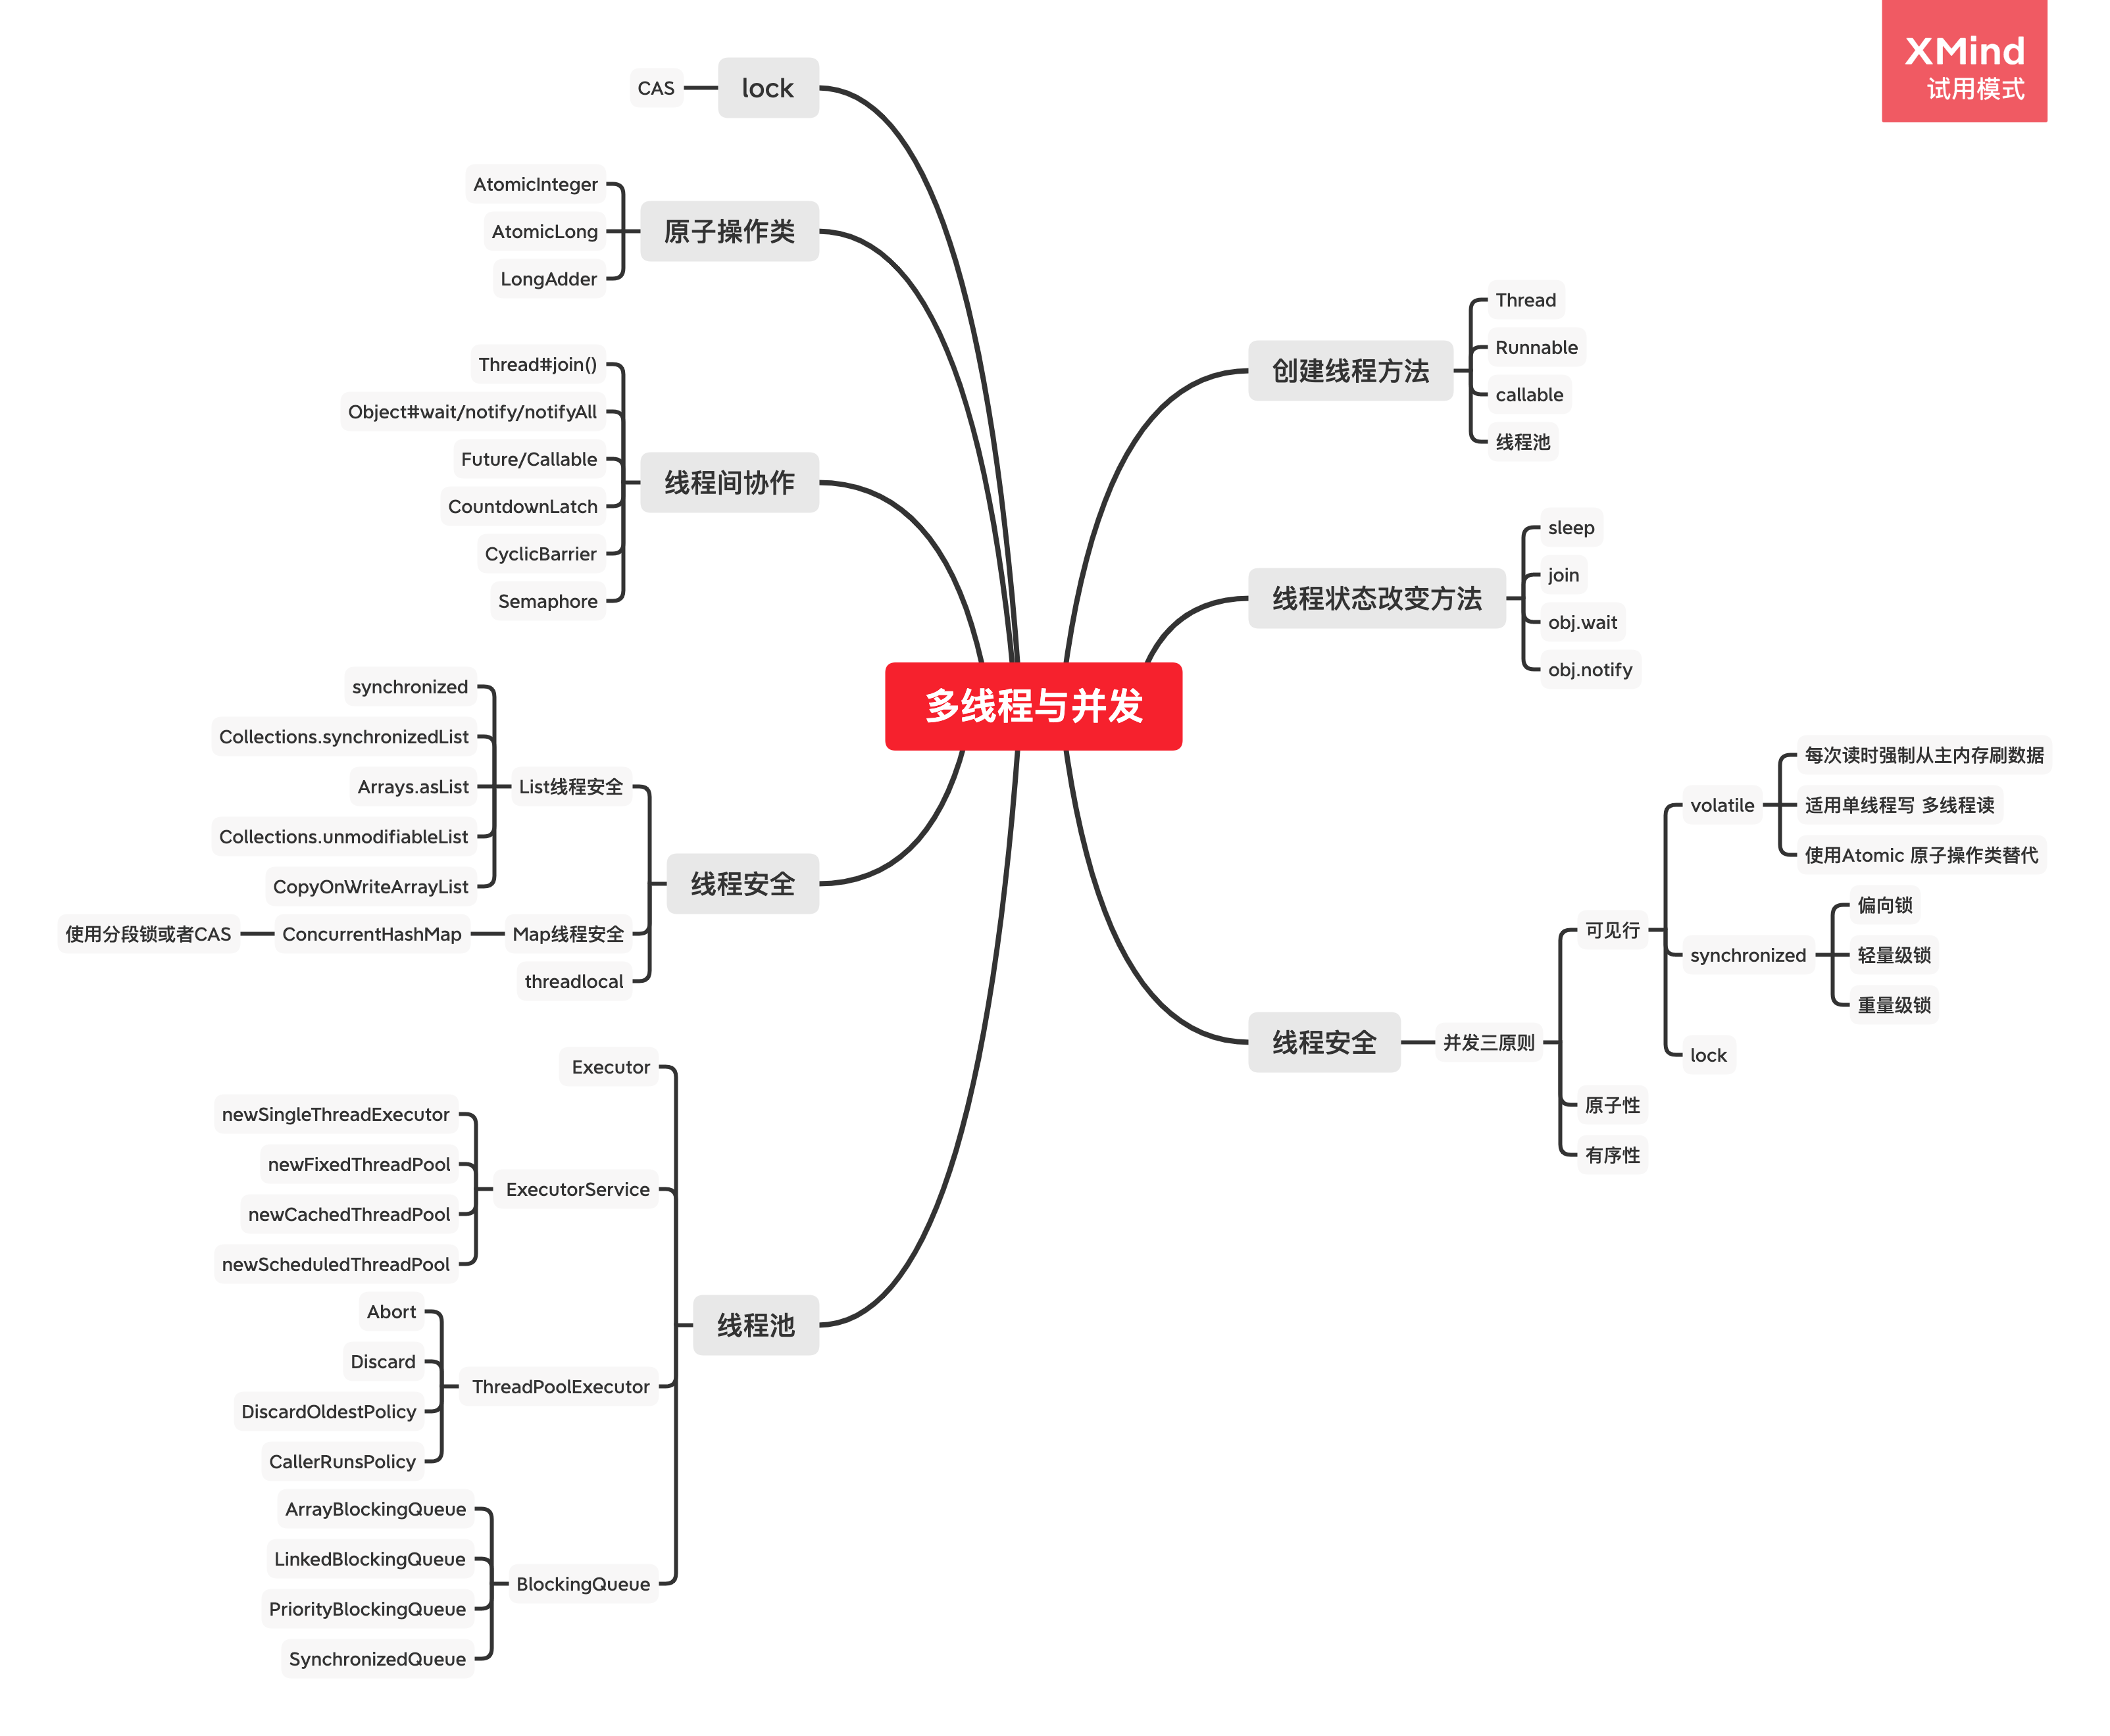 XMind
试用模式
多线程与并发
创建线程方法
Thread
Runnable
callable
线程池
线程状态改变方法
sleep
join
obj.wait
obj.notify
线程安全
并发三原则
可见行
volatile
每次读时强制从主内存刷数据
适用单线程写 多线程读
使用Atomic 原子操作类替代
synchronized
偏向锁
轻量级锁
重量级锁
lock
原子性
有序性
lock
CAS
原子操作类
AtomicInteger
AtomicLong
LongAdder
线程间协作
Thread#join()
Object#wait/notify/notifyAll
Future/Callable
CountdownLatch
CyclicBarrier
Semaphore
线程安全
List线程安全
synchronized
Collections.synchronizedList
Arrays.asList
Collections.unmodifiableList
CopyOnWriteArrayList
Map线程安全
ConcurrentHashMap
使用分段锁或者CAS
threadlocal
线程池
Executor
ExecutorService
newSingleThreadExecutor
newFixedThreadPool
newCachedThreadPool
newScheduledThreadPool
ThreadPoolExecutor
Abort
Discard
DiscardOldestPolicy
CallerRunsPolicy
BlockingQueue
ArrayBlockingQueue
LinkedBlockingQueue
PriorityBlockingQueue
SynchronizedQueue